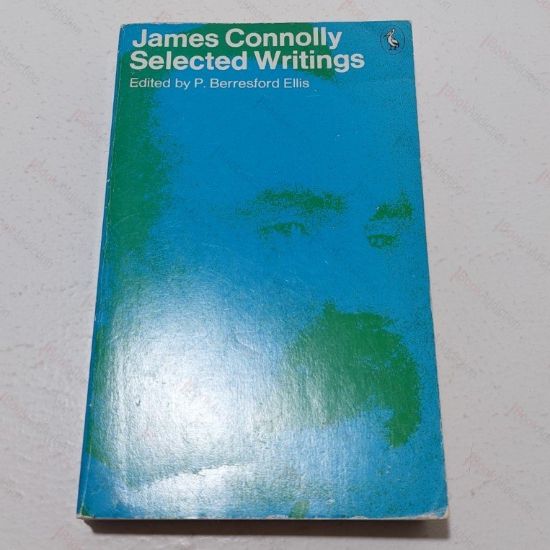 James Connolly
Selected Writings
Edited by P. Berresford Ellis